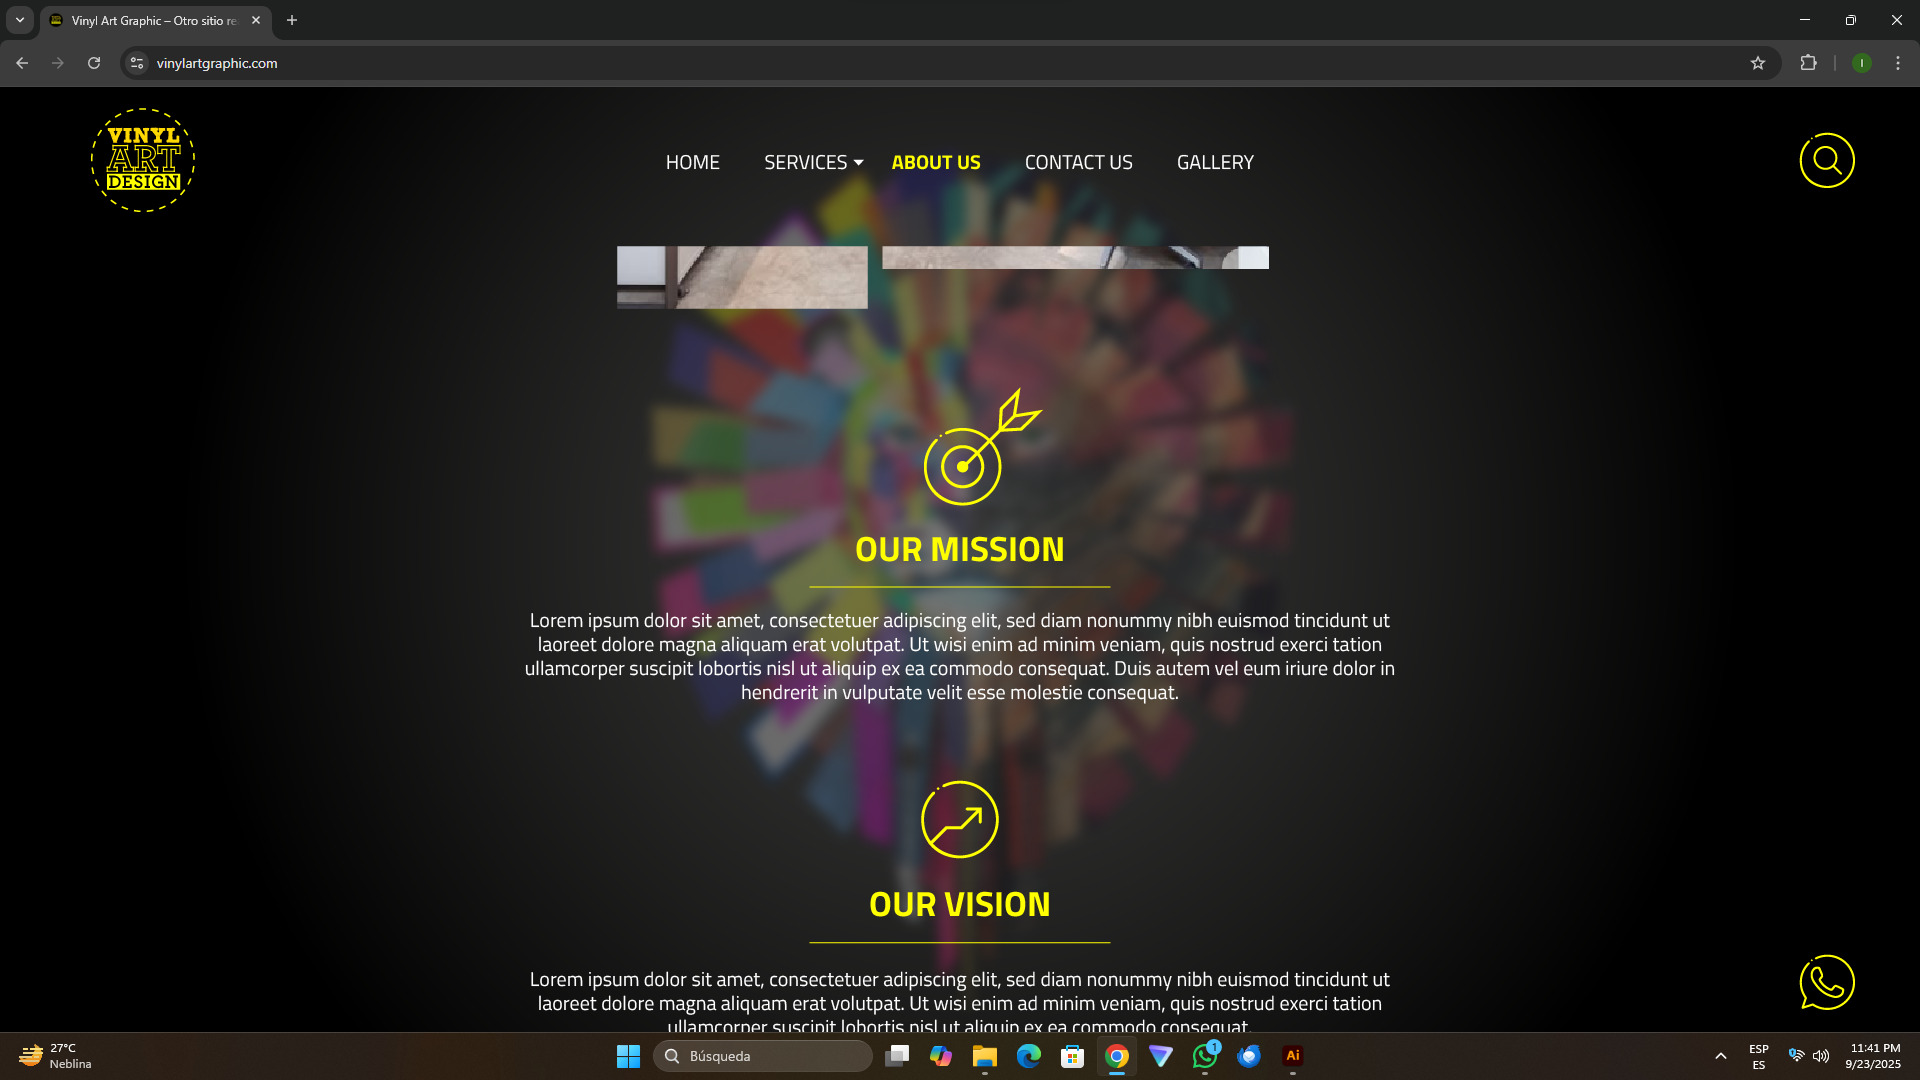 Vinyl Art Graphic – Otro sitio re
vinylartgraphic.com
I
VINYL
ART
DESIGN
HOME SERVICES ABOUT US CONTACT US GALLERY
OUR MISSION
Lorem ipsum dolor sit amet, consectetuer adipiscing elit, sed diam nonummy nibh euismod tincidunt ut
laoreet dolore magna aliquam erat volutpat. Ut wisi enim ad minim veniam, quis nostrud exerci tation
ullamcorper suscipit lobortis nisl ut aliquip ex ea commodo consequat. Duis autem vel eum iriure dolor in
hendrerit in vulputate velit esse molestie consequat.
OUR VISION
Lorem ipsum dolor sit amet, consectetuer adipiscing elit, sed diam nonummy nibh euismod tincidunt ut
laoreet dolore magna aliquam erat volutpat. Ut wisi enim ad minim veniam, quis nostrud exerci tation
ullamcorper suscipit lobortis nisl ut aliquip ex ea commodo consequat.
27°C
Neblina
Búsqueda
1
Ai
ESP
ES
11:41 PM
9/23/2025